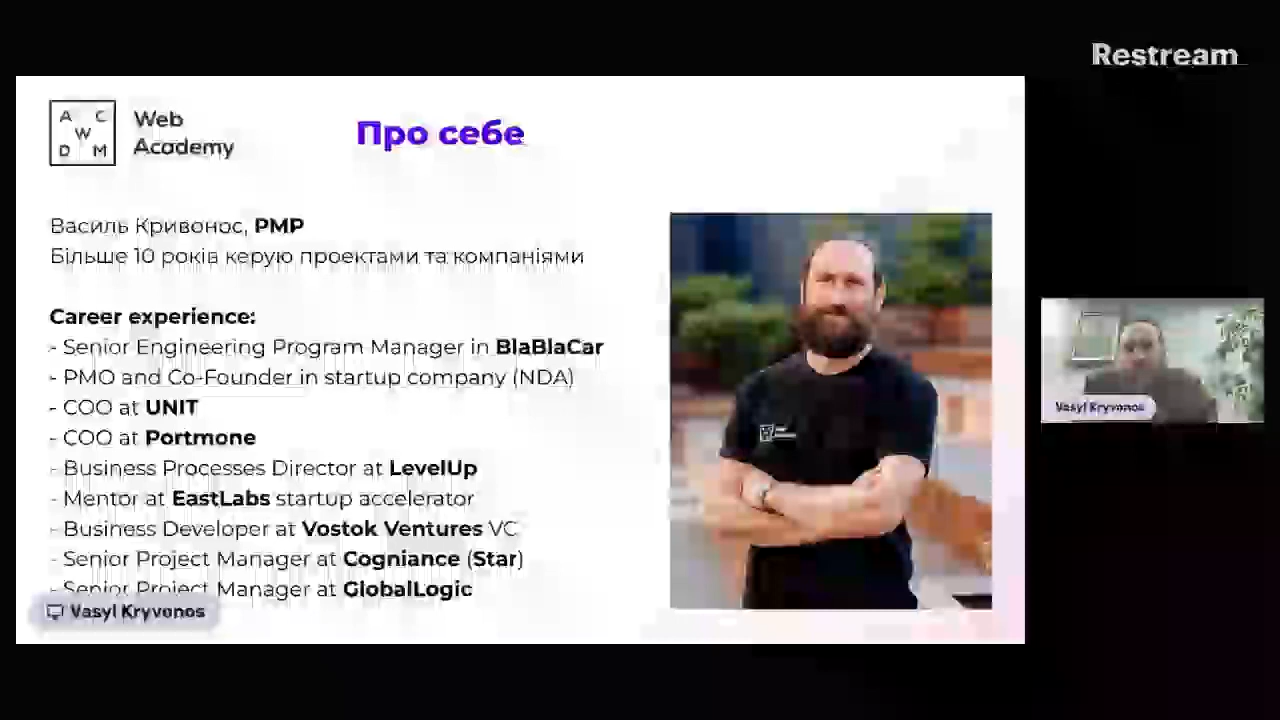 Restream
A C
W
D M
Web
Academy
Про себе
Василь Кривонос, PMP
Більше 10 років керую проектами та компаніями
Career experience:
- Senior Engineering Program Manager in BlaBlaCar
- PMO and Co-Founder in startup company (NDA)
- COO at UNIT
- COO at Portmone
- Business Processes Director at LevelUp
- Mentor at EastLabs startup accelerator
- Business Developer at Vostok Ventures VC
- Senior Project Manager at Cogniance (Star)
- Senior Project Manager at GlobalLogic
Vasyl Kryvonos
Vasyl Kryvonos